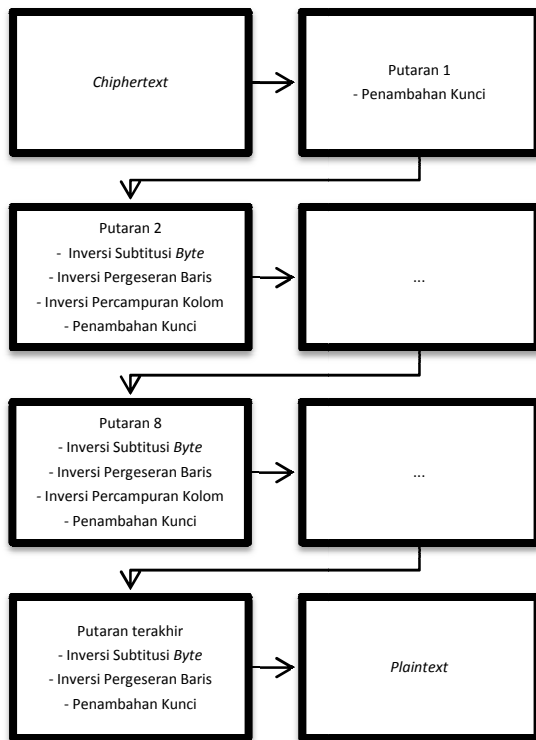 Chiphertext
Putaran 1
- Penambahan Kunci
Putaran 2
- Inversi Subtitusi Byte
- Inversi Pergeseran Baris
- Inversi Percampuran Kolom
- Penambahan Kunci
...
Putaran 8
- Inversi Subtitusi Byte
- Inversi Pergeseran Baris
- Inversi Percampuran Kolom
- Penambahan Kunci
...
Putaran terakhir
- Inversi Subtitusi Byte
- Inversi Pergeseran Baris
- Penambahan Kunci
Plaintext